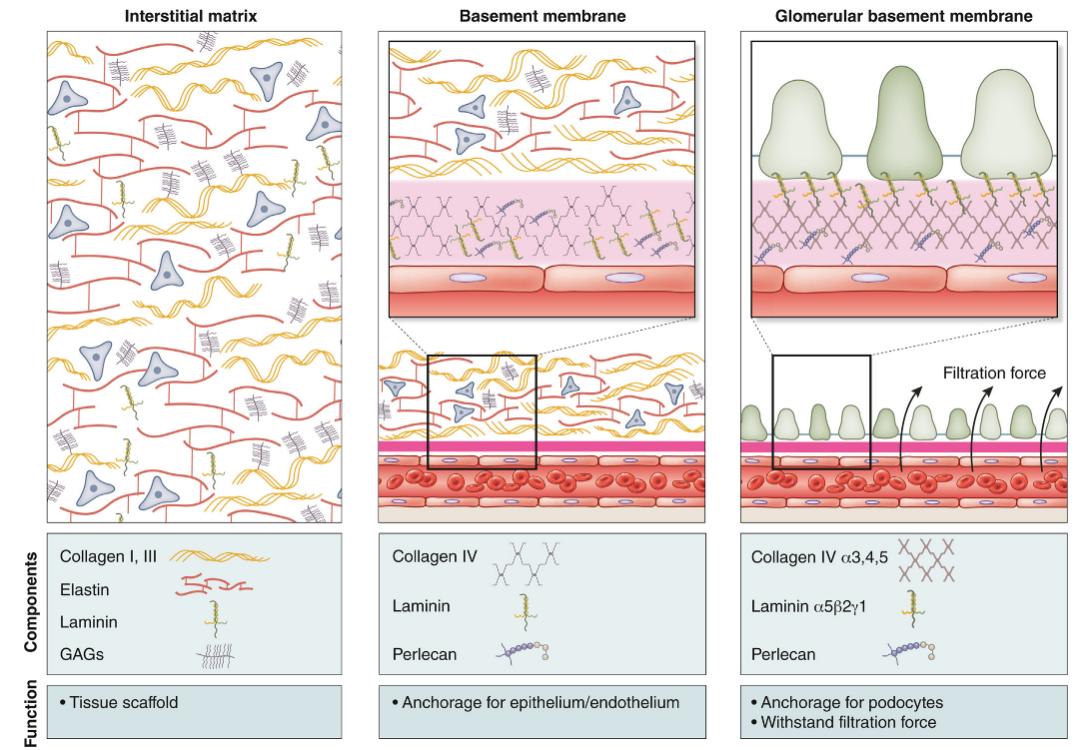 Interstitial matrix
Basement membrane
Glomerular basement membrane
Filtration force
Components
Collagen I, III
Elastin
Laminin
GAGs
Collagen IV
Laminin
Perlecan
Collagen IV α3,4,5
Laminin α5β2γ1
Perlecan
Function
• Tissue scaffold
• Anchorage for epithelium/endothelium
• Anchorage for podocytes
• Withstand filtration force